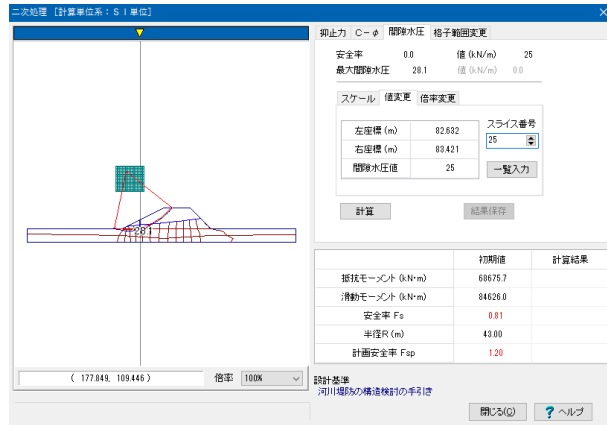 二次処理 [計算単位系:ＳＩ単位]
抑止力 C-φ 間隙水圧 格子範囲変更
安全率 0.0 値 (kN/m) 25
最大間隙水圧 28.1 値 (kN/m) 0.0
スケール 値変更 倍率変更
左座標 (m) 82.632
右座標 (m) 83.421
間隙水圧値 25
スライス番号
25
一覧入力
計算 結果保存
28.1
初期値 計算結果
抵抗モーメント (kN・m) 68675.7
滑動モーメント (kN・m) 84626.0
安全率 Fs 0.81
半径R (m) 43.00
計画安全率 Fsp 1.20
( 177.849, 109.446 ) 倍率 100%
設計基準
河川堤防の構造検討の手引き
閉じる(Q) ? ヘルプ